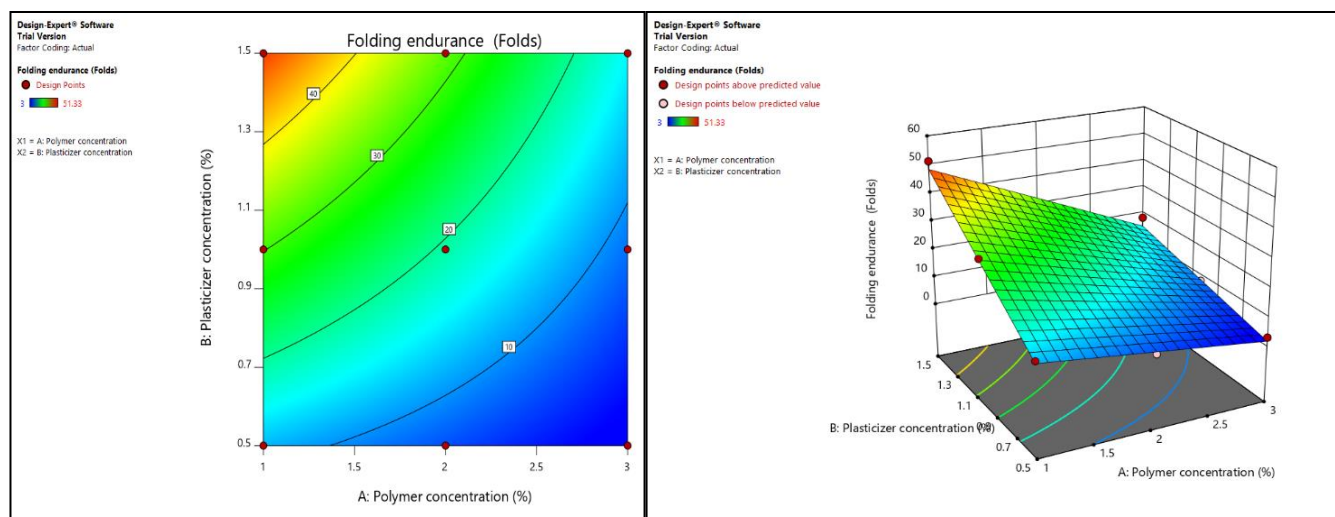 Design-Expert® Software
Trial Version
Factor Coding: Actual
Folding endurance (Folds)
Design Points
3 51.33
X1 = A: Polymer concentration
X2 = B: Plasticizer concentration
Folding endurance (Folds)
B: Plasticizer concentration (%)
1.5
1.3
1.1
0.9
0.7
0.5
40
30
20
10
1 1.5 2 2.5 3
A: Polymer concentration (%)
Design-Expert® Software
Trial Version
Factor Coding: Actual
Folding endurance (Folds)
Design points above predicted value
Design points below predicted value
3 51.33
X1 = A: Polymer concentration
X2 = B: Plasticizer concentration
Folding endurance (Folds)
60
50
40
30
20
10
0
1.5
1.3
1.1
0.9
0.7
0.5
B: Plasticizer concentration (%)
1
1.5
2
2.5
3
A: Polymer concentration (%)